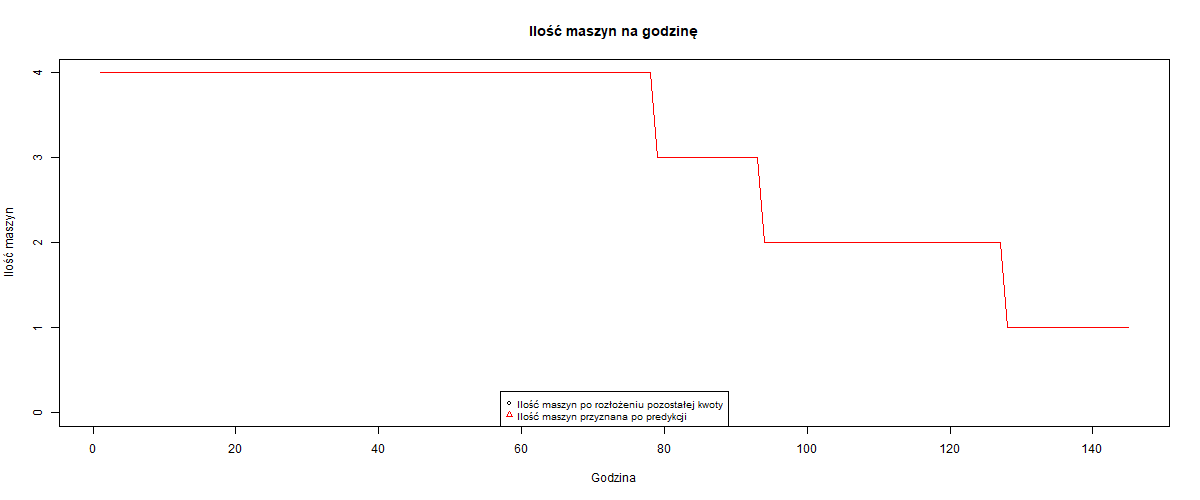 Ilość maszyn na godzinę
Ilość maszyn
4
3
2
1
0
Ilość maszyn po rozłożeniu pozostałej kwoty
Ilość maszyn przyznana po predykcji
0 20 40 60 80 100 120 140
Godzina